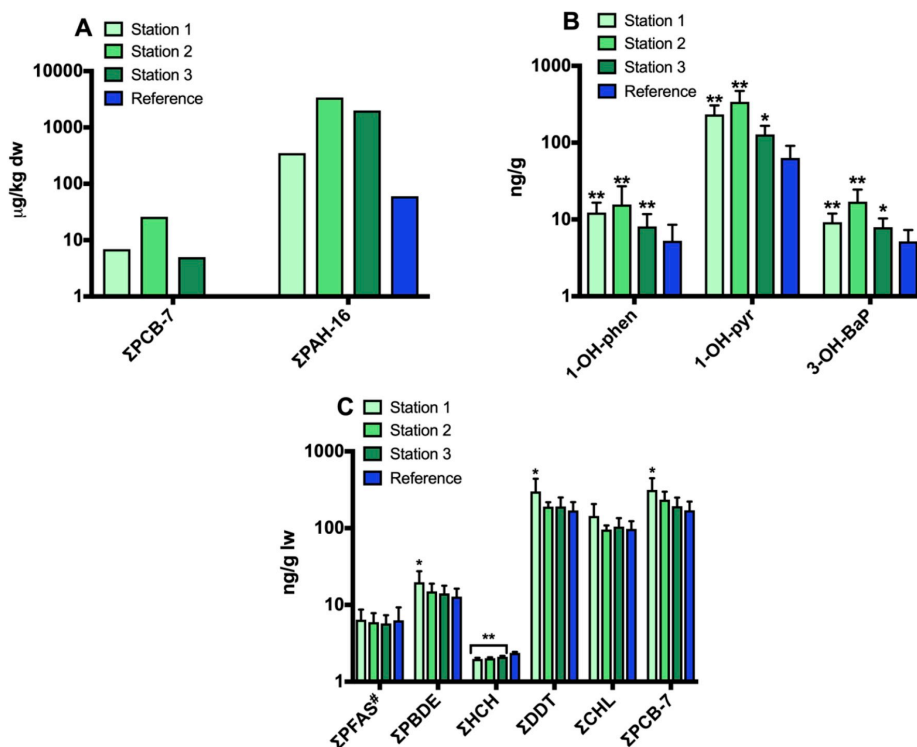 A
Station 1
Station 2
Station 3
Reference
μg/kg dw
10000
1000
100
10
1
ΣPCB-7
ΣPAH-16
B
Station 1
Station 2
Station 3
Reference
ng/g
1000
100
10
1
** ** **
** ** *
** ** *
1-OH-phen
1-OH-pyr
3-OH-BaP
C
Station 1
Station 2
Station 3
Reference
ng/g lw
1000
100
10
1
*
**
*
*
ΣPFAS#
ΣPBDE
ΣHCH
ΣDDT
ΣCHL
ΣPCB-7